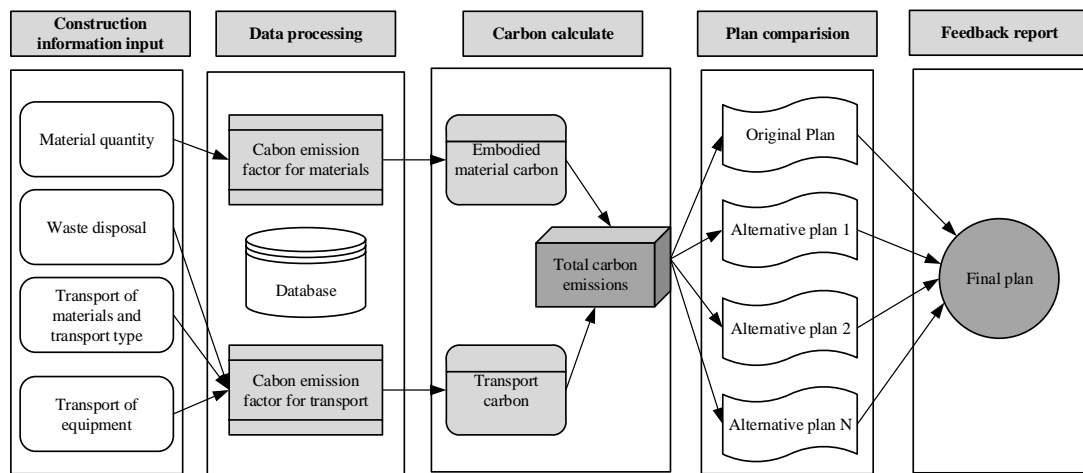 Construction
information input
Data processing
Carbon calculate
Plan comparision
Feedback report
Material quantity
Waste disposal
Transport of
materials and
transport type
Transport of
equipment
Cabon emission
factor for materials
Database
Cabon emission
factor for transport
Embodied
material carbon
Transport
carbon
Total carbon
emissions
Original Plan
Alternative plan 1
Alternative plan 2
Alternative plan N
Final plan